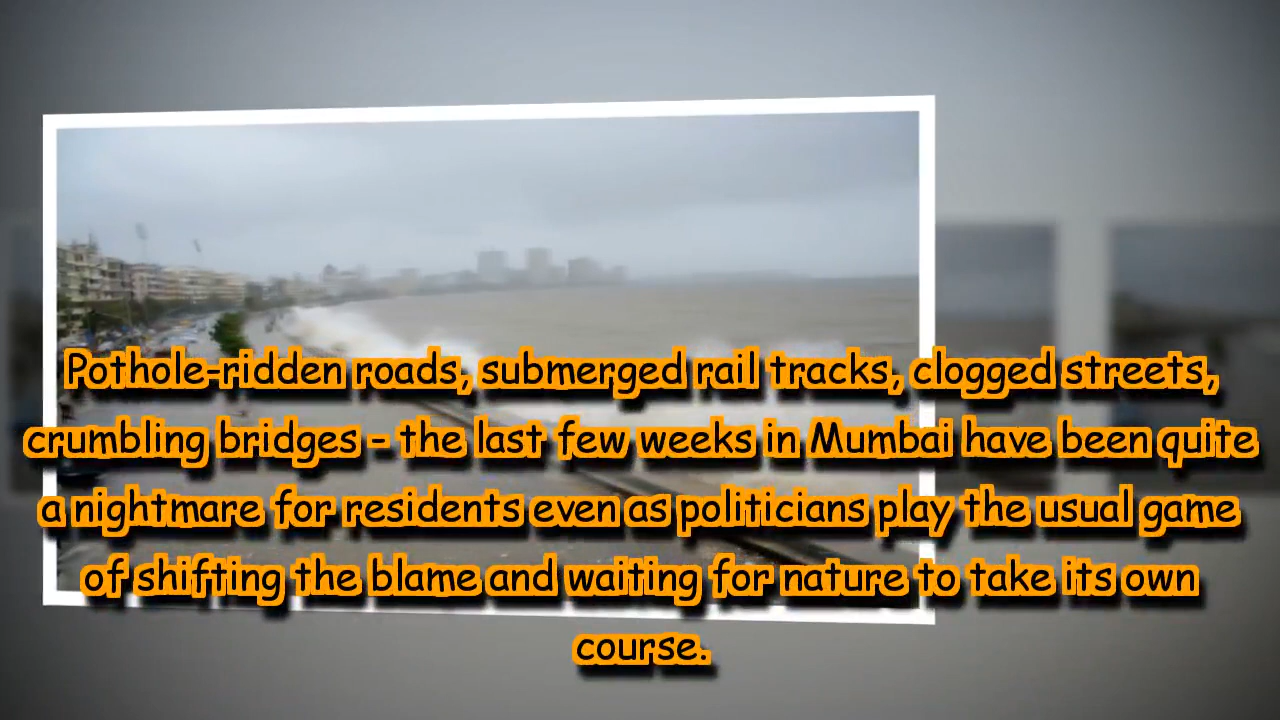 Pothole-ridden roads, submerged rail tracks, clogged streets,
crumbling bridges - the last few weeks in Mumbai have been quite
a nightmare for residents even as politicians play the usual game
of shifting the blame and waiting for nature to take its own
course.